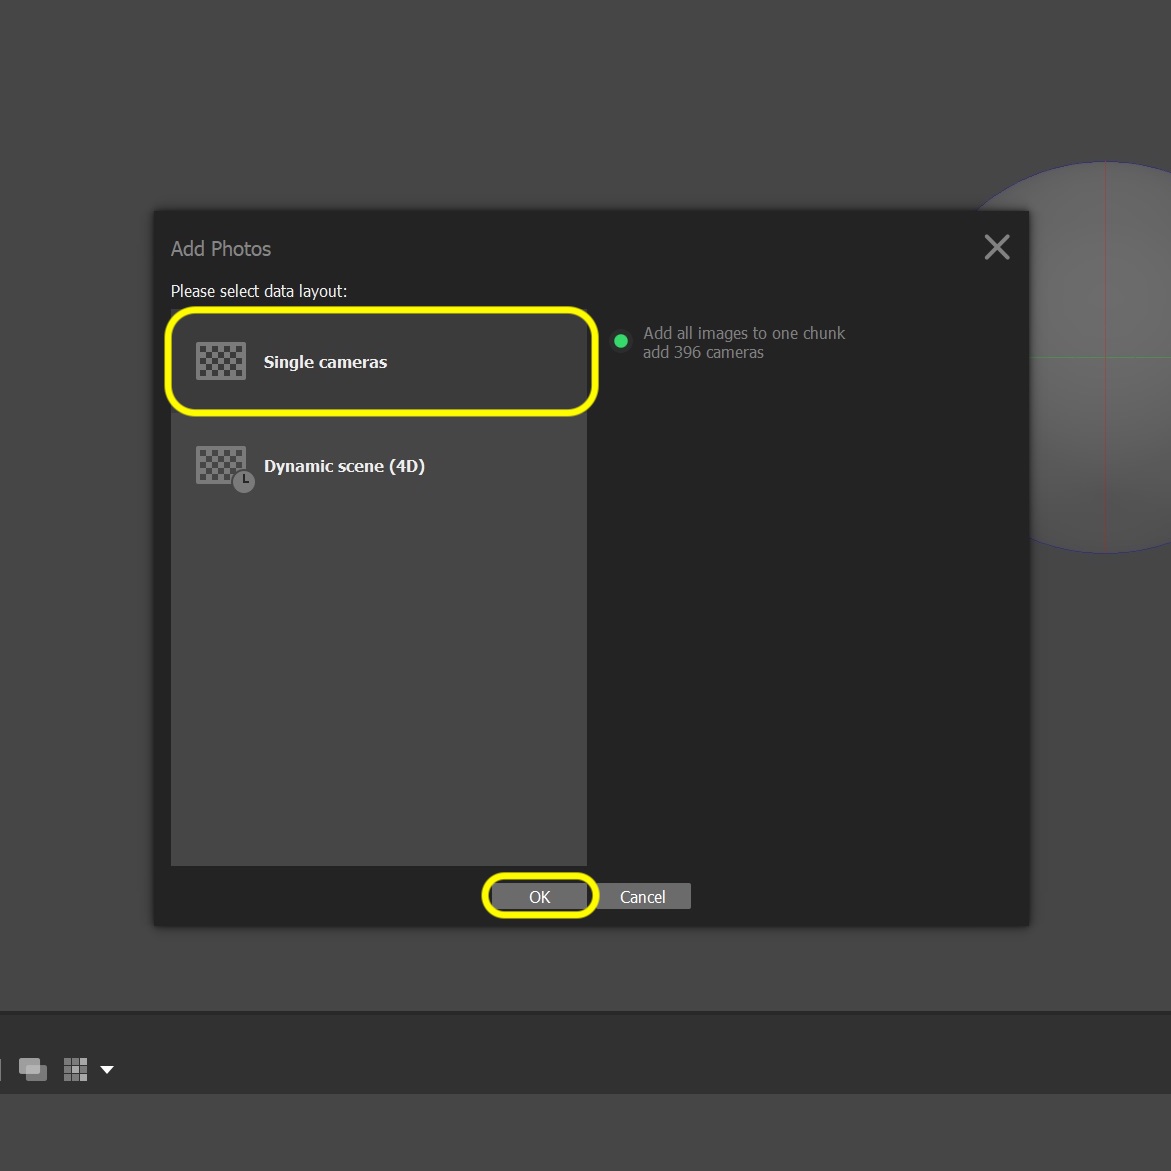 Add Photos
Please select data layout:
Single cameras
Add all images to one chunk
add 396 cameras
Dynamic scene (4D)
OK
Cancel